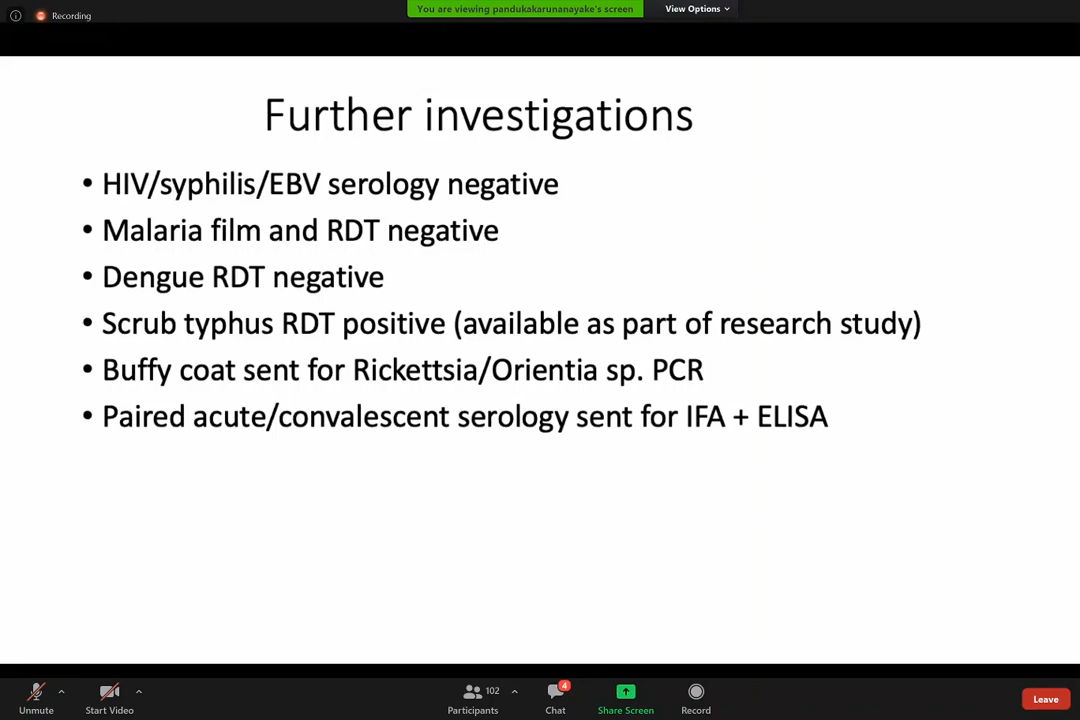 Recording
You are viewing pandukakarunanayake's screen
View Options
Further investigations
• HIV/syphilis/EBV serology negative
• Malaria film and RDT negative
• Dengue RDT negative
• Scrub typhus RDT positive (available as part of research study)
• Buffy coat sent for Rickettsia/Orientia sp. PCR
• Paired acute/convalescent serology sent for IFA + ELISA
Unmute
Start Video
102
Participants
4
Chat
Share Screen
Record
Leave